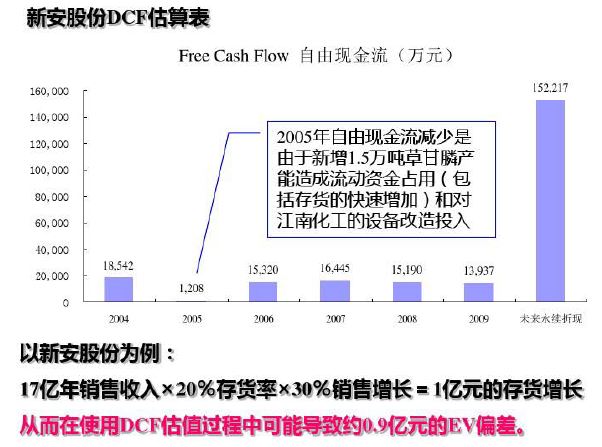 新安股份DCF估算表
Free Cash Flow 自由现金流（万元）
160,000
140,000
120,000
100,000
80,000
60,000
40,000
20,000
0
18,542
1,208
15,320
16,445
15,190
13,937
152,217
2005年自由现金流减少是
由于新增1.5万吨草甘膦产
能造成流动资金占用（包
括存货的快速增加）和对
江南化工的设备改造投入
2004
2005
2006
2007
2008
2009
未来永续折现
以新安股份为例：
17亿年销售收入×20%存货率×30%销售增长＝1亿元的存货增长
从而在使用DCF估值过程中可能导致约0.9亿元的EV偏差。